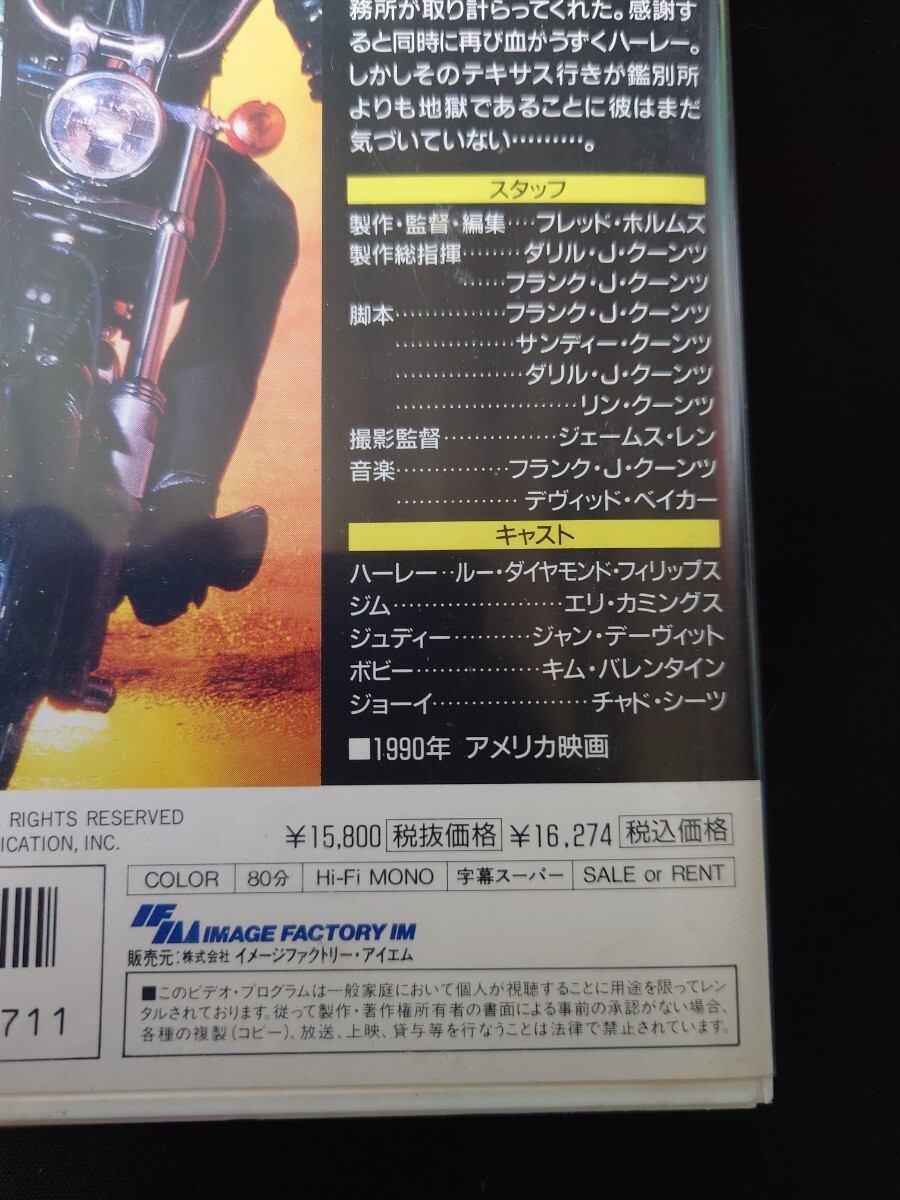 務所が取り計らってくれた。感謝す
ると同時に再び血がうずくハーレー。
しかしそのテキサス行きが鑑別所
よりも地獄であることに彼はまだ
気づいていない………。
スタッフ
製作・監督・編集‥‥フレッド・ホルムズ
製作総指揮………ダリル・J・クーンツ
……フランク・J・クーンツ
脚本……………フランク・J・クーンツ
………………サンディー・クーンツ
………………ダリル・J・クーンツ
………………………リン・クーンツ
撮影監督……………ジェームス・レン
音楽……………フランク・J・クーンツ
………………デヴィッド・ベイカー
キャスト
ハーレー‥ルー・ダイヤモンド・フィリップス
ジム……………………エリ・カミングス
ジュディー…………ジャン・デーヴィット
ボビー………………キム・バレンタイン
ジョーイ…………………チャド・シーツ
■1990年 アメリカ映画
RIGHTS RESERVED
ICATION, INC.
¥15,800 税抜価格 ¥16,274 税込価格
COLOR 80分 Hi-Fi MONO 字幕スーパー SALE or RENT
IFIM IMAGE FACTORY IM
販売元:株式会社 イメージファクトリー・アイエム
■このビデオ・プログラムは一般家庭において個人が視聴することに用途を限ってレン
タルされております。従って製作・著作権所有者の書面による事前の承認がない場合、
各種の複製(コピー)、放送、上映、貸与等を行なうことは法律で禁止されています。
711